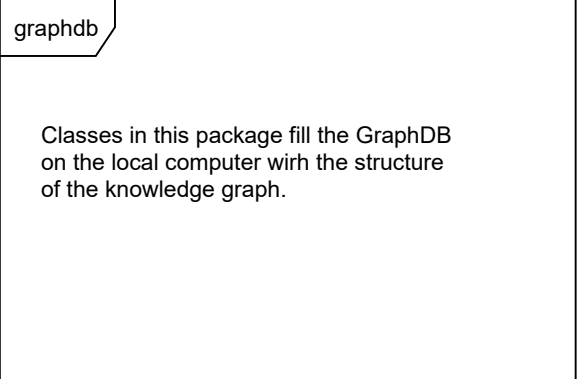 graphdb
Classes in this package fill the GraphDB
on the local computer wirh the structure
of the knowledge graph.